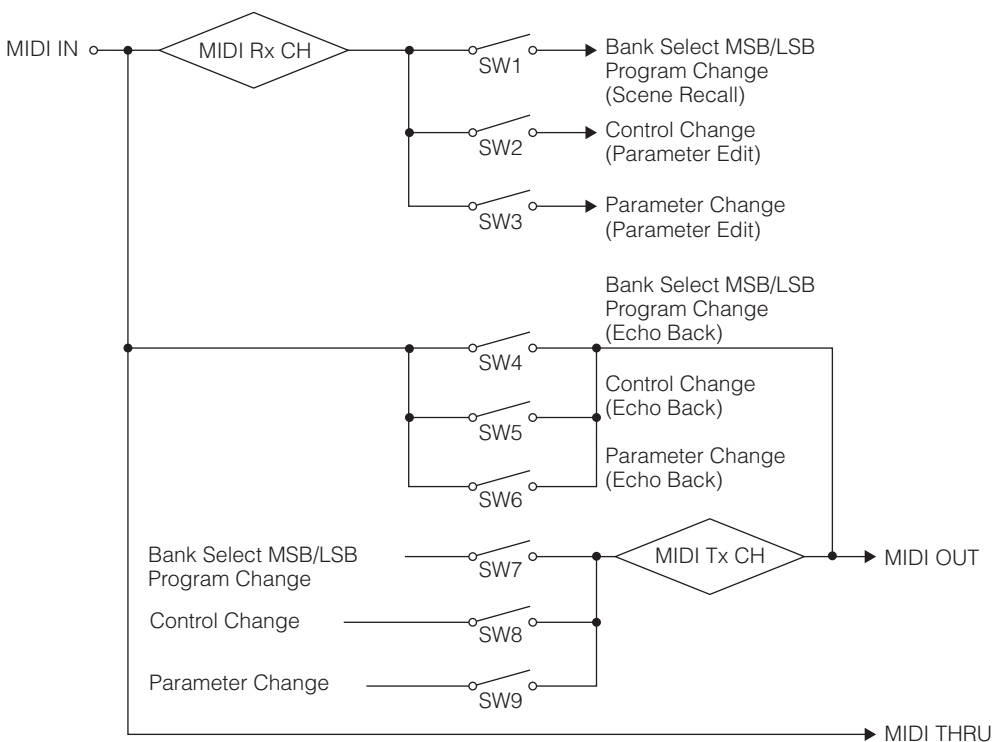 MIDI IN
MIDI Rx CH
SW1
Bank Select MSB/LSB
Program Change
(Scene Recall)
SW2
Control Change
(Parameter Edit)
SW3
Parameter Change
(Parameter Edit)
Bank Select MSB/LSB
Program Change
(Echo Back)
SW4
Control Change
(Echo Back)
SW5
Parameter Change
(Echo Back)
SW6
Bank Select MSB/LSB
Program Change
SW7
MIDI Tx CH
MIDI OUT
Control Change
SW8
Parameter Change
SW9
MIDI THRU